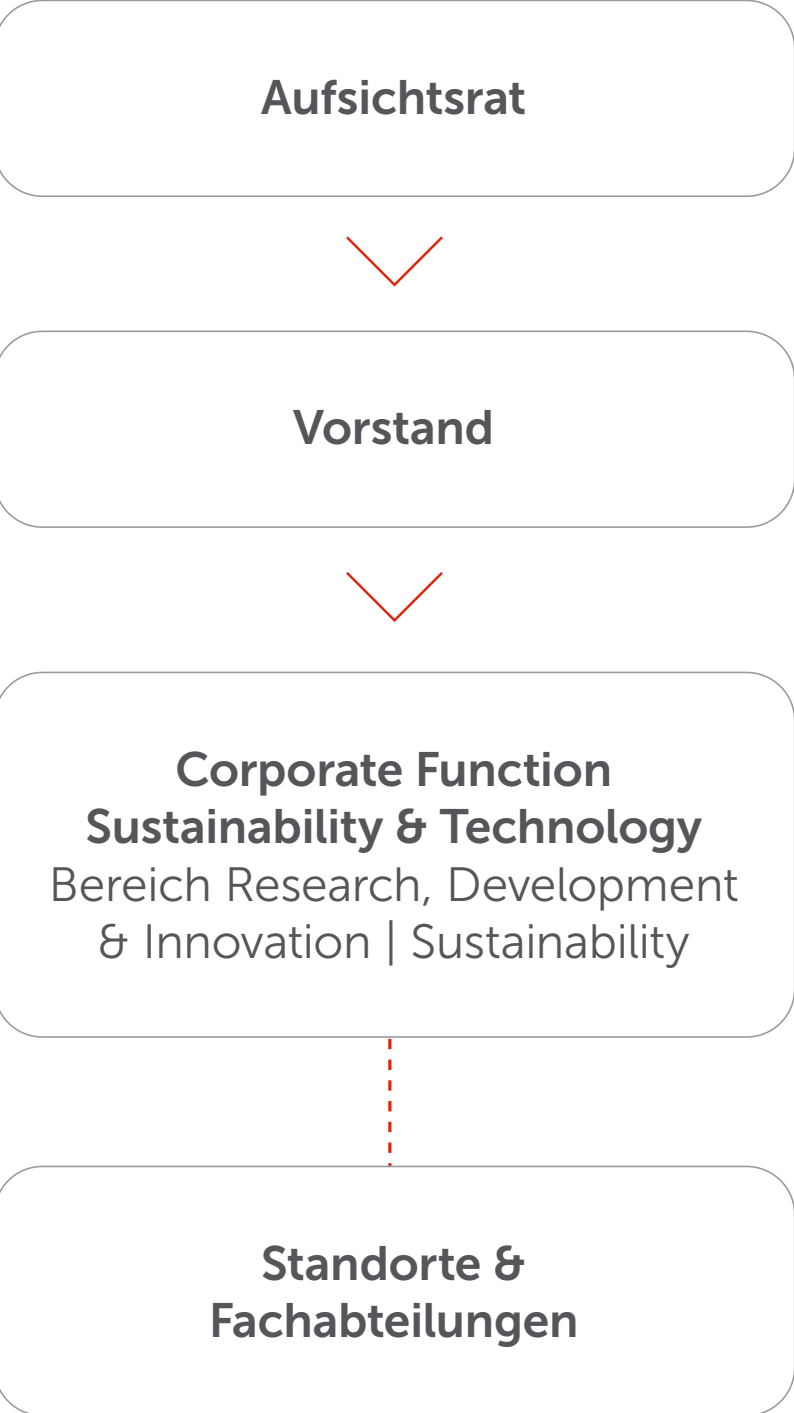 Aufsichtsrat
Vorstand
Corporate Function
Sustainability & Technology
Bereich Research, Development
& Innovation | Sustainability
Standorte &
Fachabteilungen